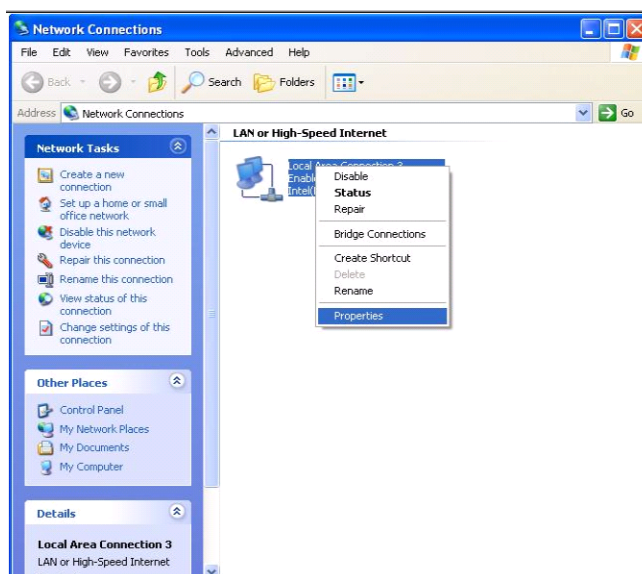 Network Connections
File Edit View Favorites Tools Advanced Help
Back Search Folders
Address Network Connections Go
Network Tasks
Create a new
connection
Set up a home or small
office network
Disable this network
device
Repair this connection
Rename this connection
View status of this
connection
Change settings of this
connection
Other Places
Control Panel
My Network Places
My Documents
My Computer
Details
Local Area Connection 3
LAN or High-Speed Internet
LAN or High-Speed Internet
Local Area Connection 3
Enable
Intel(
Disable
Status
Repair
Bridge Connections
Create Shortcut
Delete
Rename
Properties